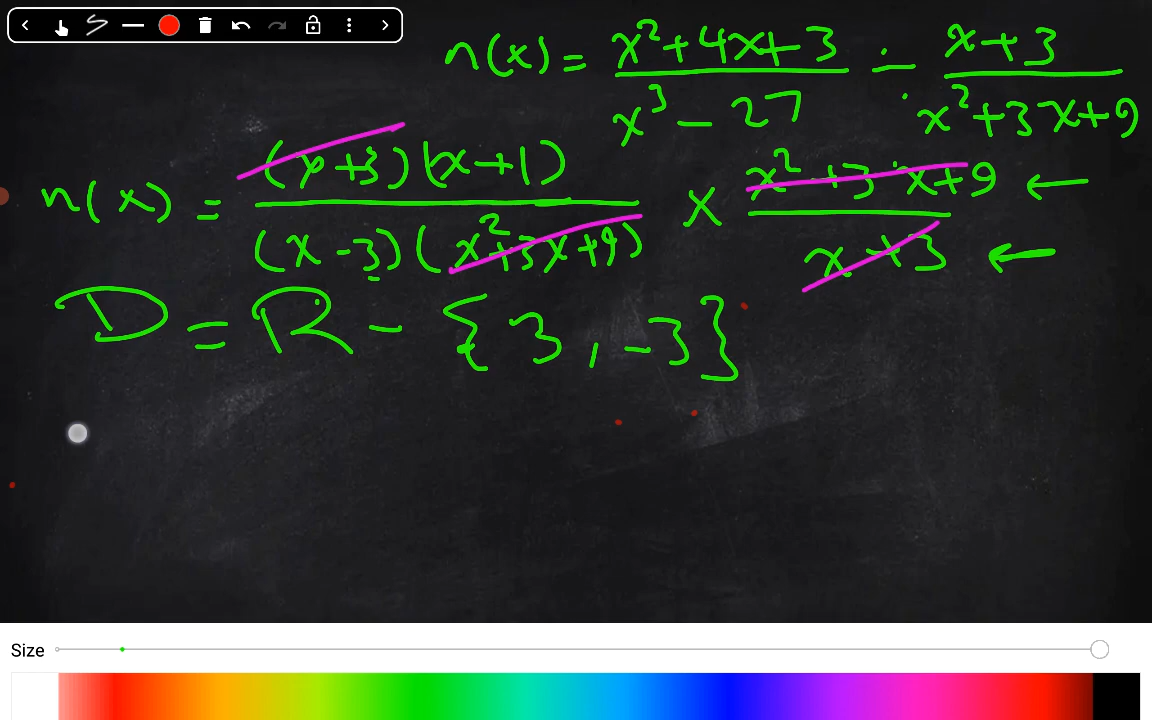 n(x) = x²+4x+3 / x³-27 ÷ x+3 / x²+3x+9
n(x) = (x+3)(x+1) / (x-3)(x²+3x+9) × x²+3x+9 / x+3
D = R - {3, -3}
Size